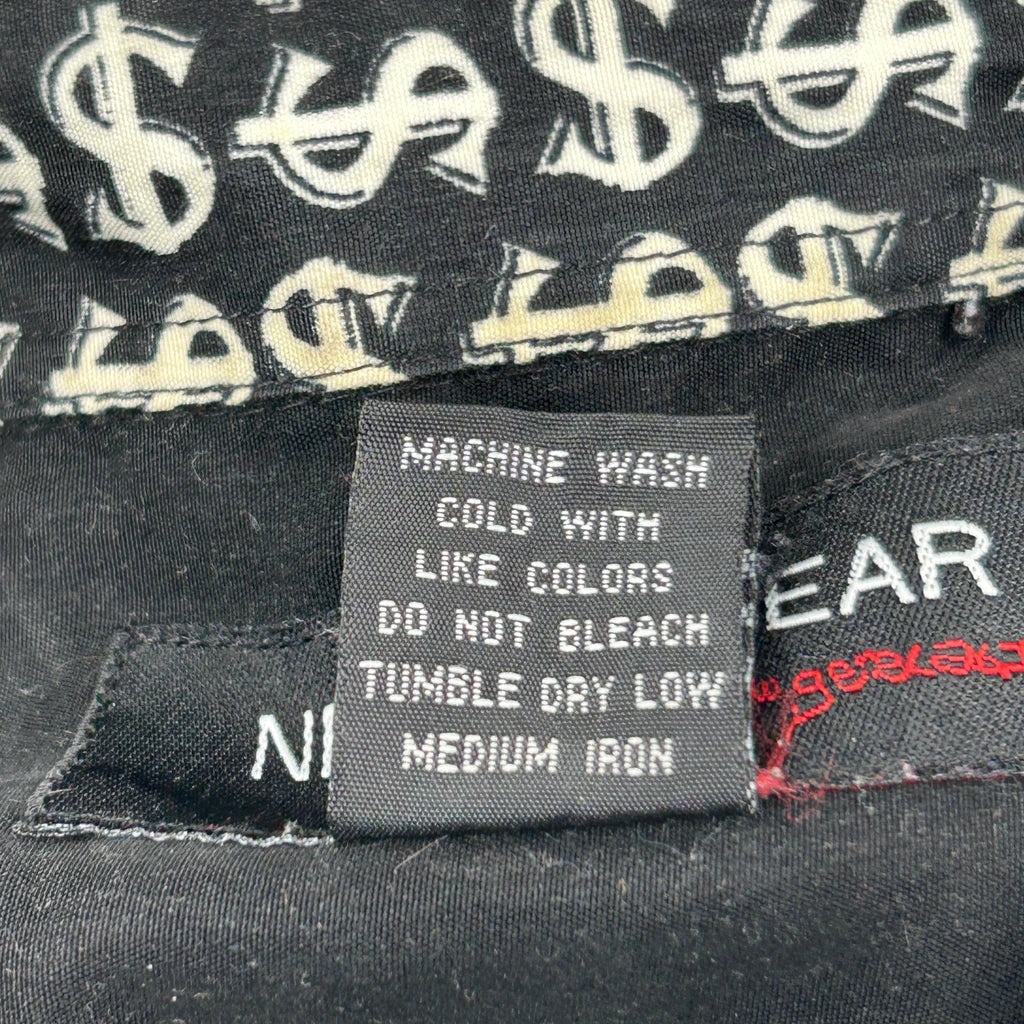 MACHINE WASH
COLD WITH
LIKE COLORS
DO NOT BLEACH
TUMBLE DRY LOW
MEDIUM IRON
EAR